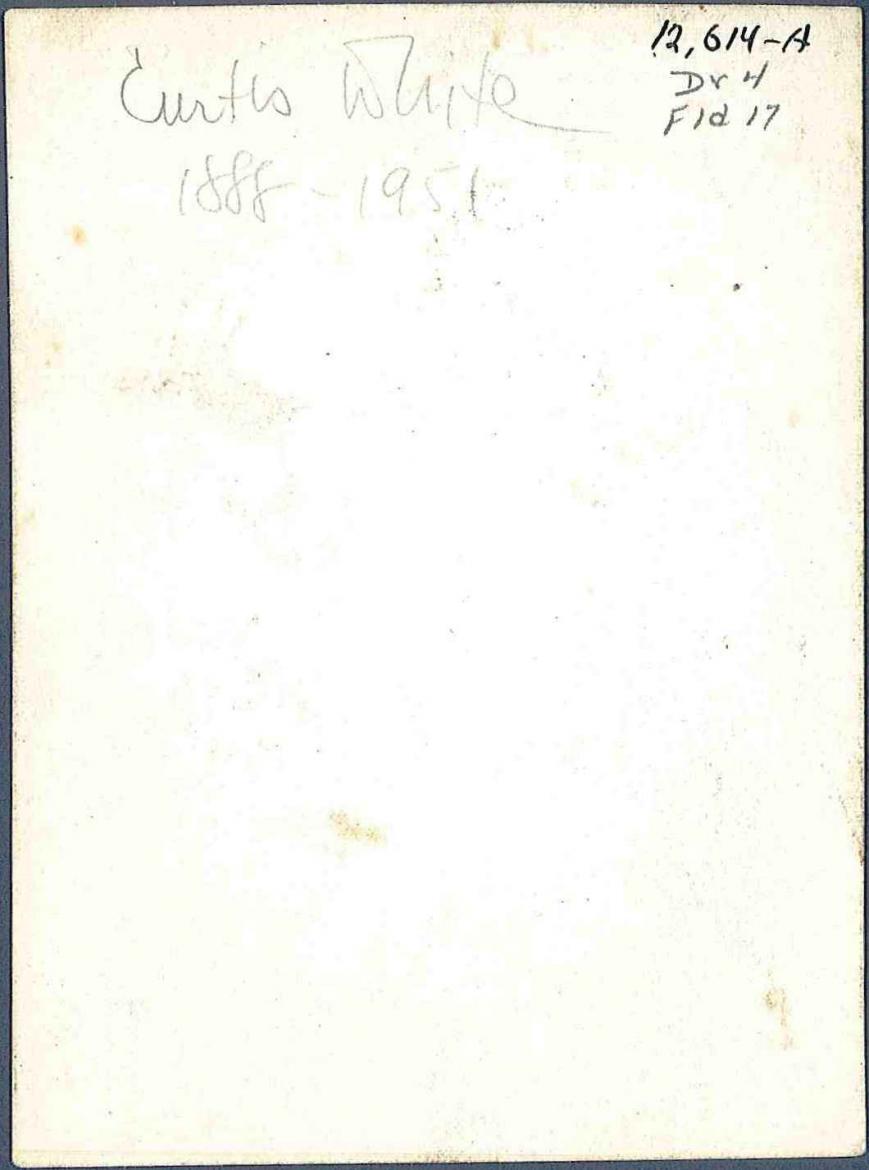 12,614-A
Dr 4
Fld 17
Curtis White
1888-1951